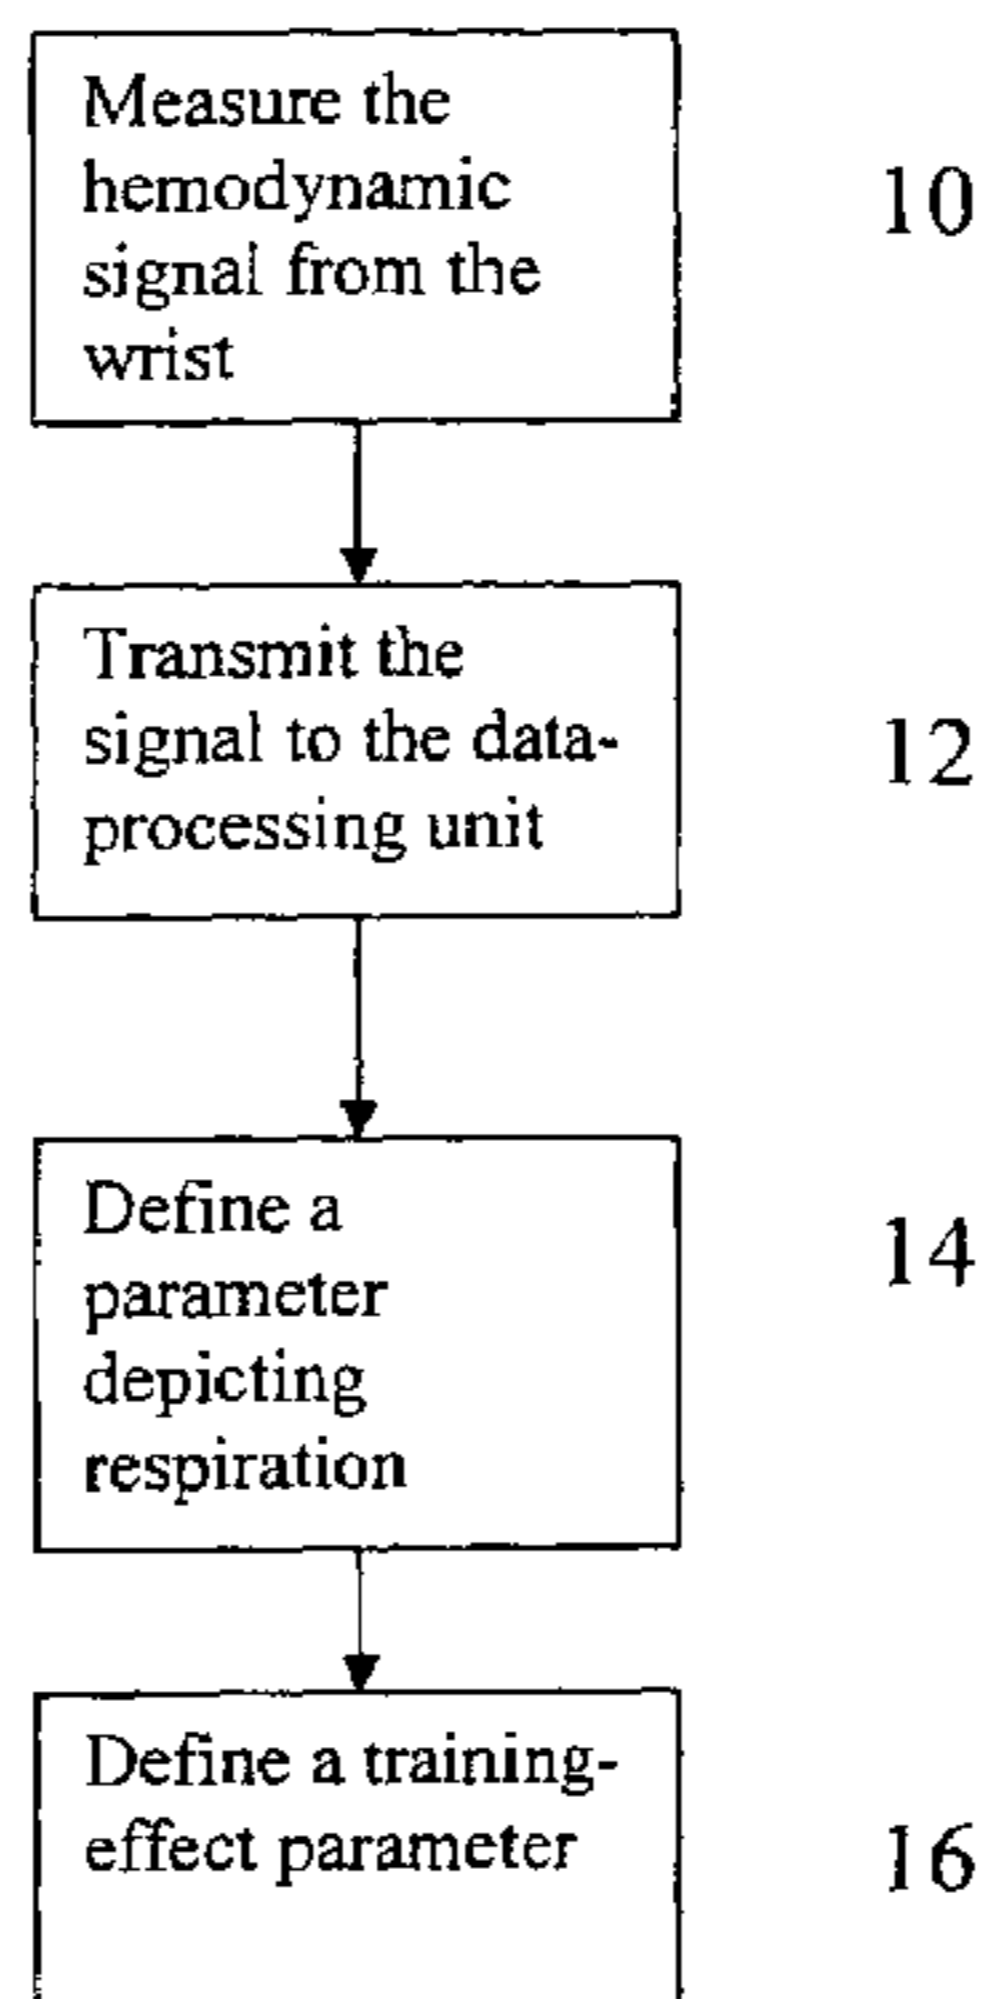 Measure the
hemodynamic
signal from the
wrist
10
Transmit the
signal to the data-
processing unit
12
Define a
parameter
depicting
respiration
14
Define a training-
effect parameter
16